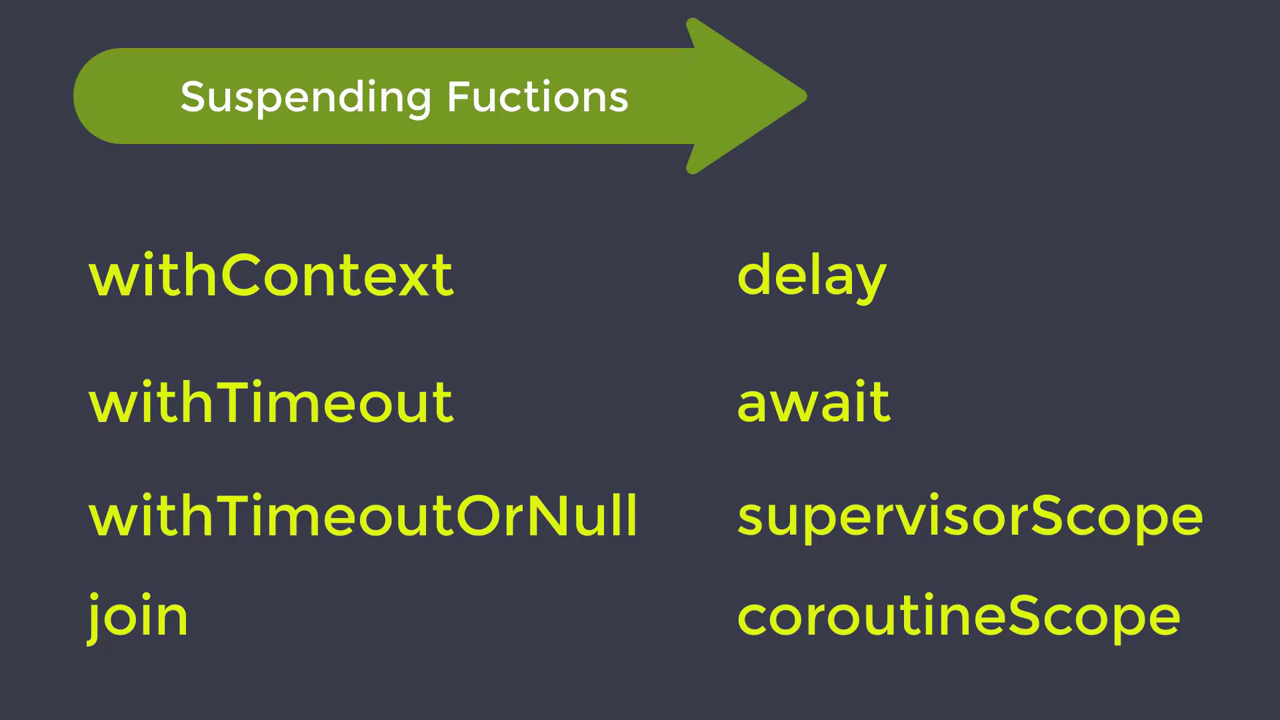 Suspending Fuctions
withContext
delay
withTimeout
await
withTimeoutOrNull
supervisorScope
join
coroutineScope